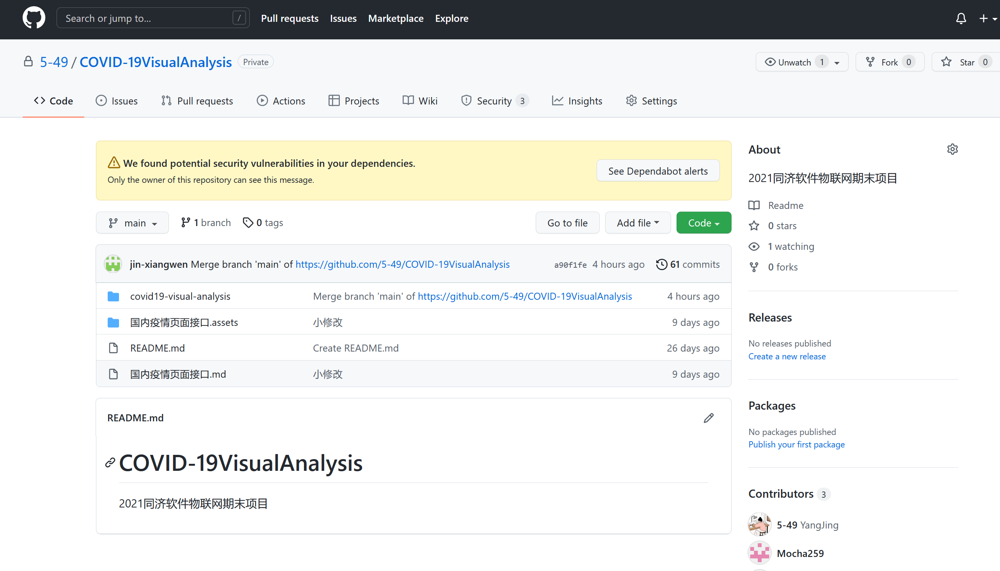 Search or jump to... /
Pull requests Issues Marketplace Explore
5-49 / COVID-19VisualAnalysis Private
Unwatch 1 Fork 0 Star 0
Code Issues Pull requests Actions Projects Wiki Security 3 Insights Settings
We found potential security vulnerabilities in your dependencies.
Only the owner of this repository can see this message.
See Dependabot alerts
main 1 branch 0 tags
Go to file Add file Code
jin-xiangwen Merge branch 'main' of https://github.com/5-49/COVID-19VisualAnalysis a90f1fe 4 hours ago 61 commits
covid19-visual-analysis Merge branch 'main' of https://github.com/5-49/COVID-19VisualAnalysis 4 hours ago
国内疫情页面接口.assets 小修改 9 days ago
README.md Create README.md 26 days ago
国内疫情页面接口.md 小修改 9 days ago
README.md
COVID-19VisualAnalysis
2021同济软件物联网期末项目
About
2021同济软件物联网期末项目
Readme
0 stars
1 watching
0 forks
Releases
No releases published
Create a new release
Packages
No packages published
Publish your first package
Contributors 3
5-49 YangJing
Mocha259